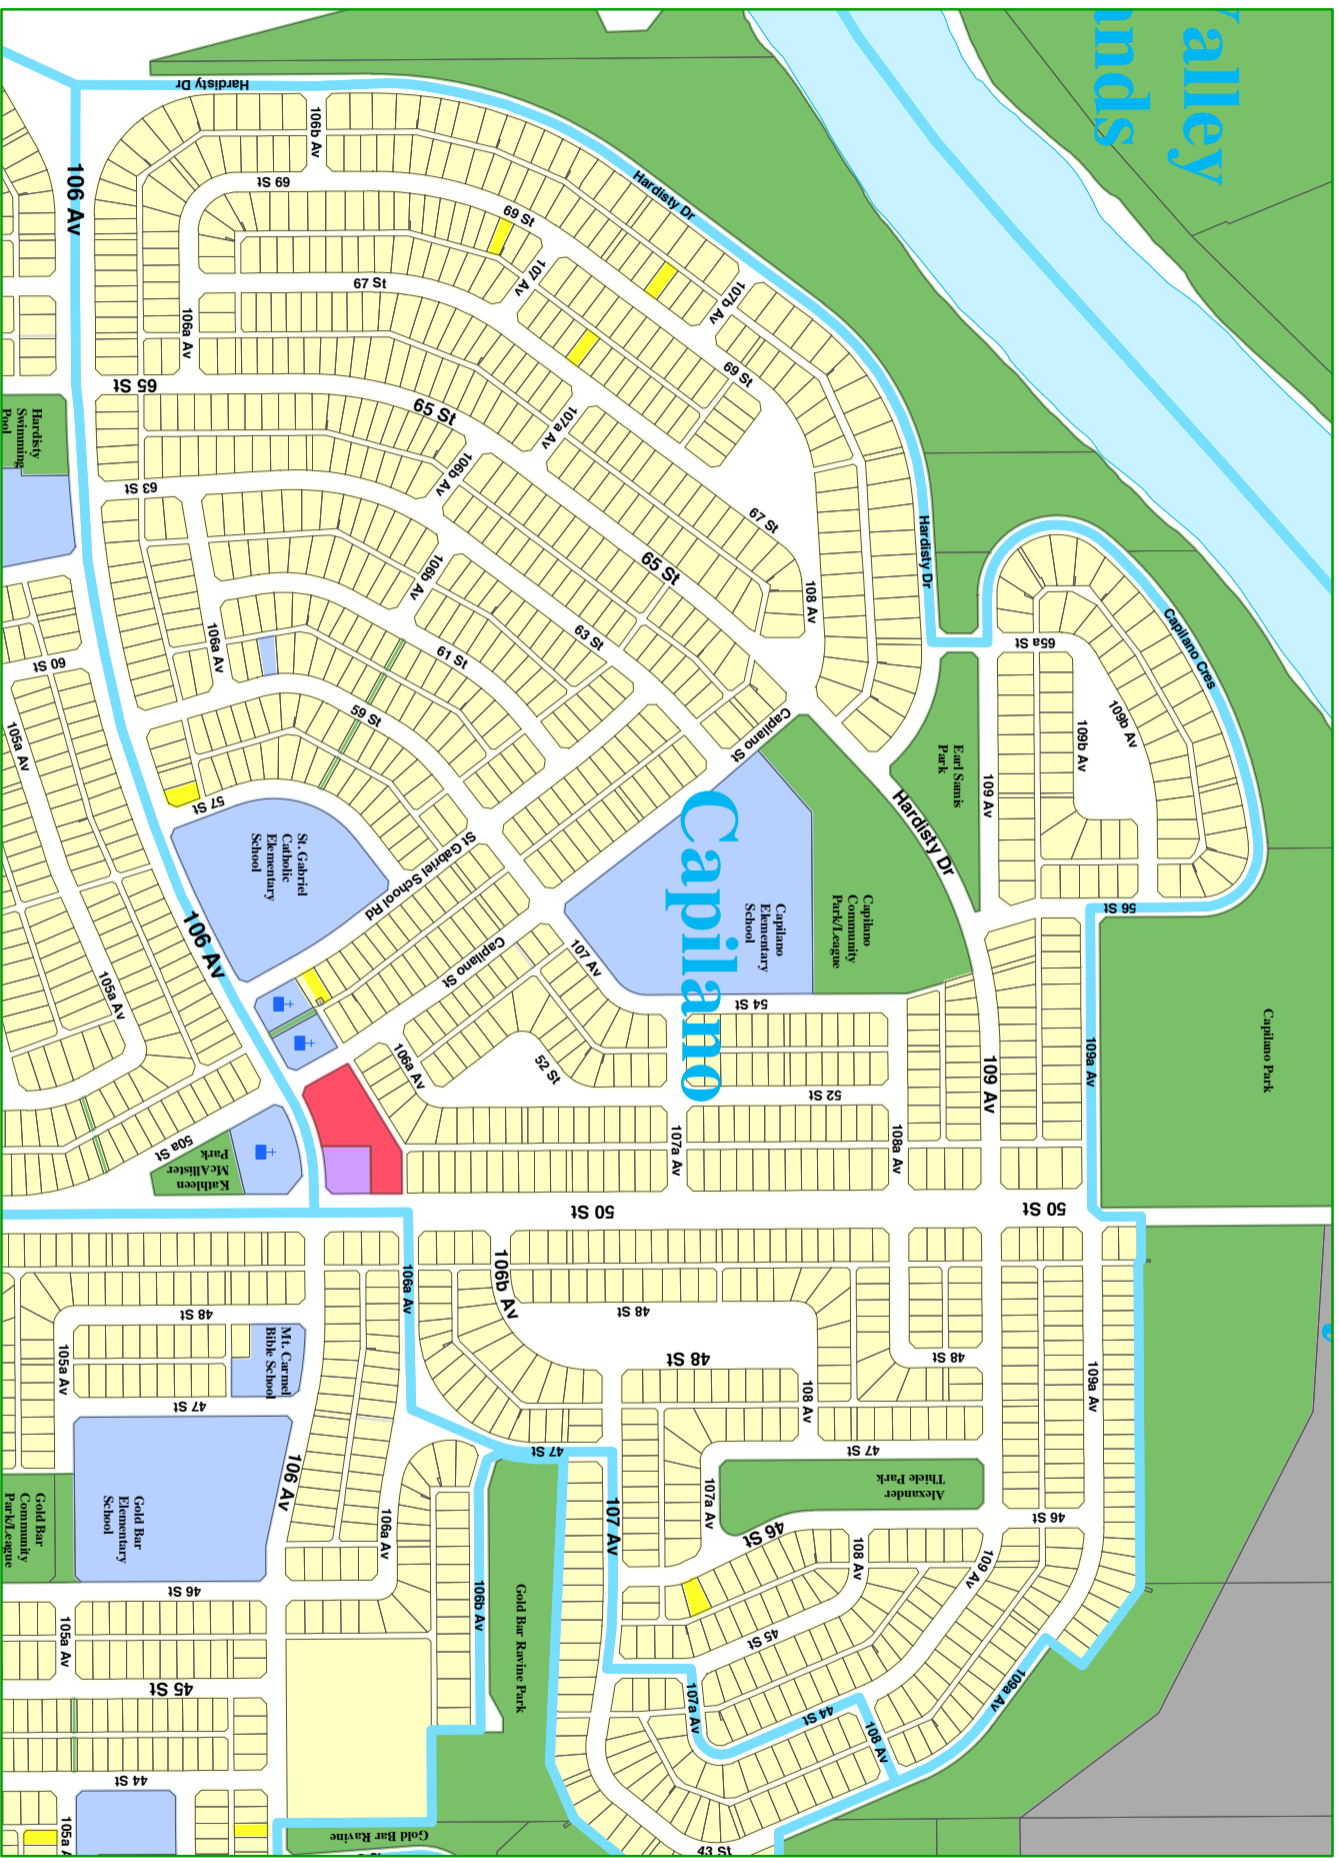 Valley
ands
Hardisty Dr
106b Av
106 Av
69 St
69 St
Hardisty Dr
67 St
107 Av
107b Av
106a Av
69 St
65 St
65 St
107a Av
Hardisty
Swimming
Pool
106b Av
63 St
67 St
Hardisty Dr
106b Av
65 St
108 Av
Capilano Cres
60 St
106a Av
63 St
61 St
65a St
109b Av
109b Av
105a Av
59 St
Capilano St
Earl Samis
Park
109 Av
57 St
Hardisty Dr
St. Gabriel
Catholic
Elementary
School
St Gabriel School Rd
Capilano
Capilano
Elementary
School
Capilano
Community
Park/League
56 St
106 Av
Capilano St
107 Av
105a Av
54 St
Capilano Park
106a Av
52 St
52 St
109 Av
109a Av
50a St
Kathleen
McAllister
Park
107a Av
108a Av
50 St
50 St
106a Av
106b Av
48 St
48 St
Mt. Carmel
Bible School
105a Av
48 St
48 St
109a Av
47 St
108 Av
47 St
47 St
106 Av
Gold Bar
Elementary
School
Gold Bar
Community
Park/League
107 Av
107a Av
Alexander
Thiele Park
106a Av
46 St
46 St
108 Av
109 Av
46 St
106b Av
Gold Bar Ravine Park
105a Av
45 St
45 St
107a Av
44 St
108 Av
109a Av
44 St
105a A
Gold Bar Ravine
43 St